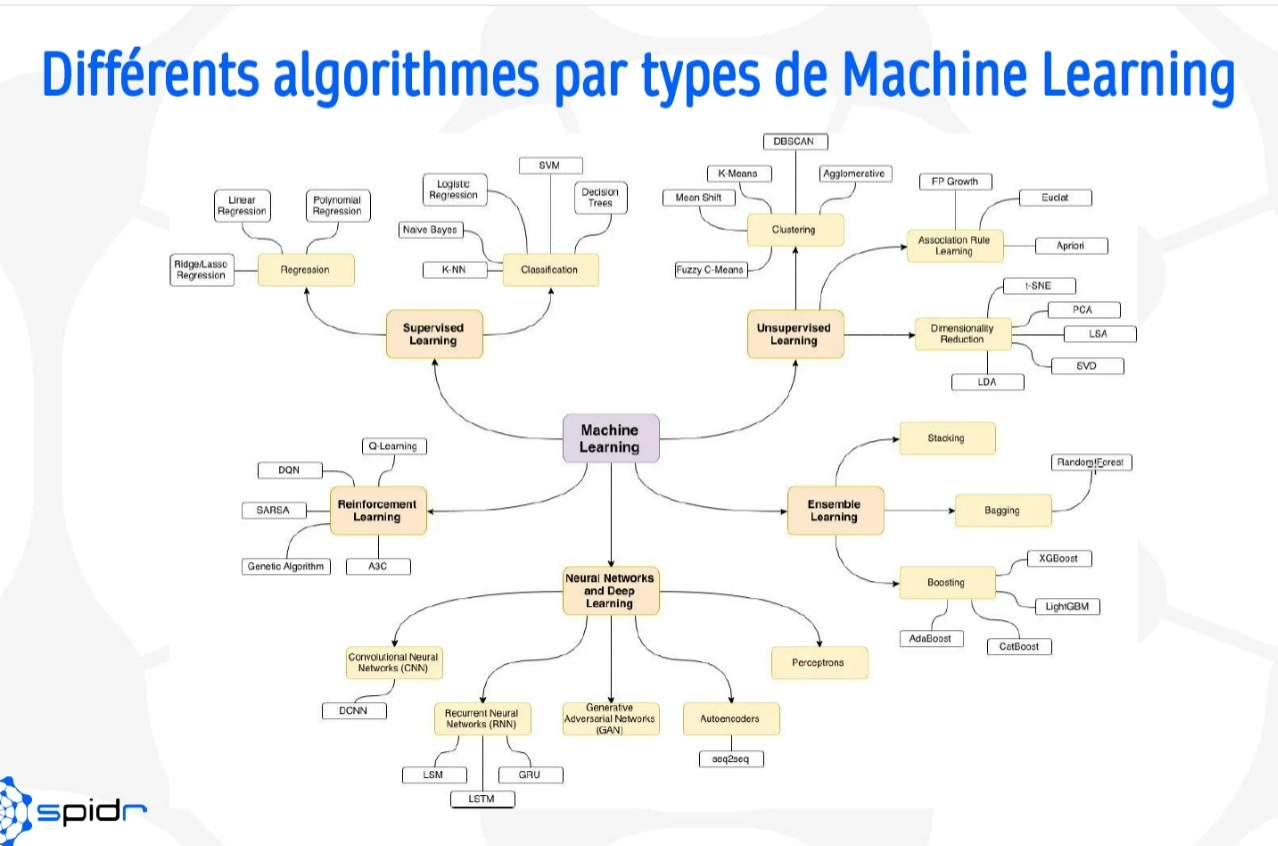 Différents algorithmes par types de Machine Learning
DBSCAN
SVM
K-Means
Agglomerative
FP Growth
Logistic
Regression
Decision
Trees
Mean Shift
Euclat
Linear
Regression
Polynomial
Regression
Naive Bayes
Clustering
Association Rule
Learning
Apriori
Ridge/Lasso
Regression
Regression
K-NN
Classification
Fuzzy C-Means
t-SNE
PCA
Supervised
Learning
Unsupervised
Learning
Dimensionality
Reduction
LSA
SVD
LDA
Machine
Learning
Stacking
Q-Learning
DQN
Random Forest
Reinforcement
Learning
SARSA
Ensemble
Learning
Bagging
Genetic Algorithm
A3C
XGBoost
Neural Networks
and Deep
Learning
Boosting
LightGBM
AdaBoost
CatBoost
Convolutional Neural
Networks (CNN)
Perceptrons
DCNN
Recurrent Neural
Networks (RNN)
Generative
Adversarial Networks
(GAN)
Autoencoders
seq2seq
LSM
GRU
LSTM
spidr